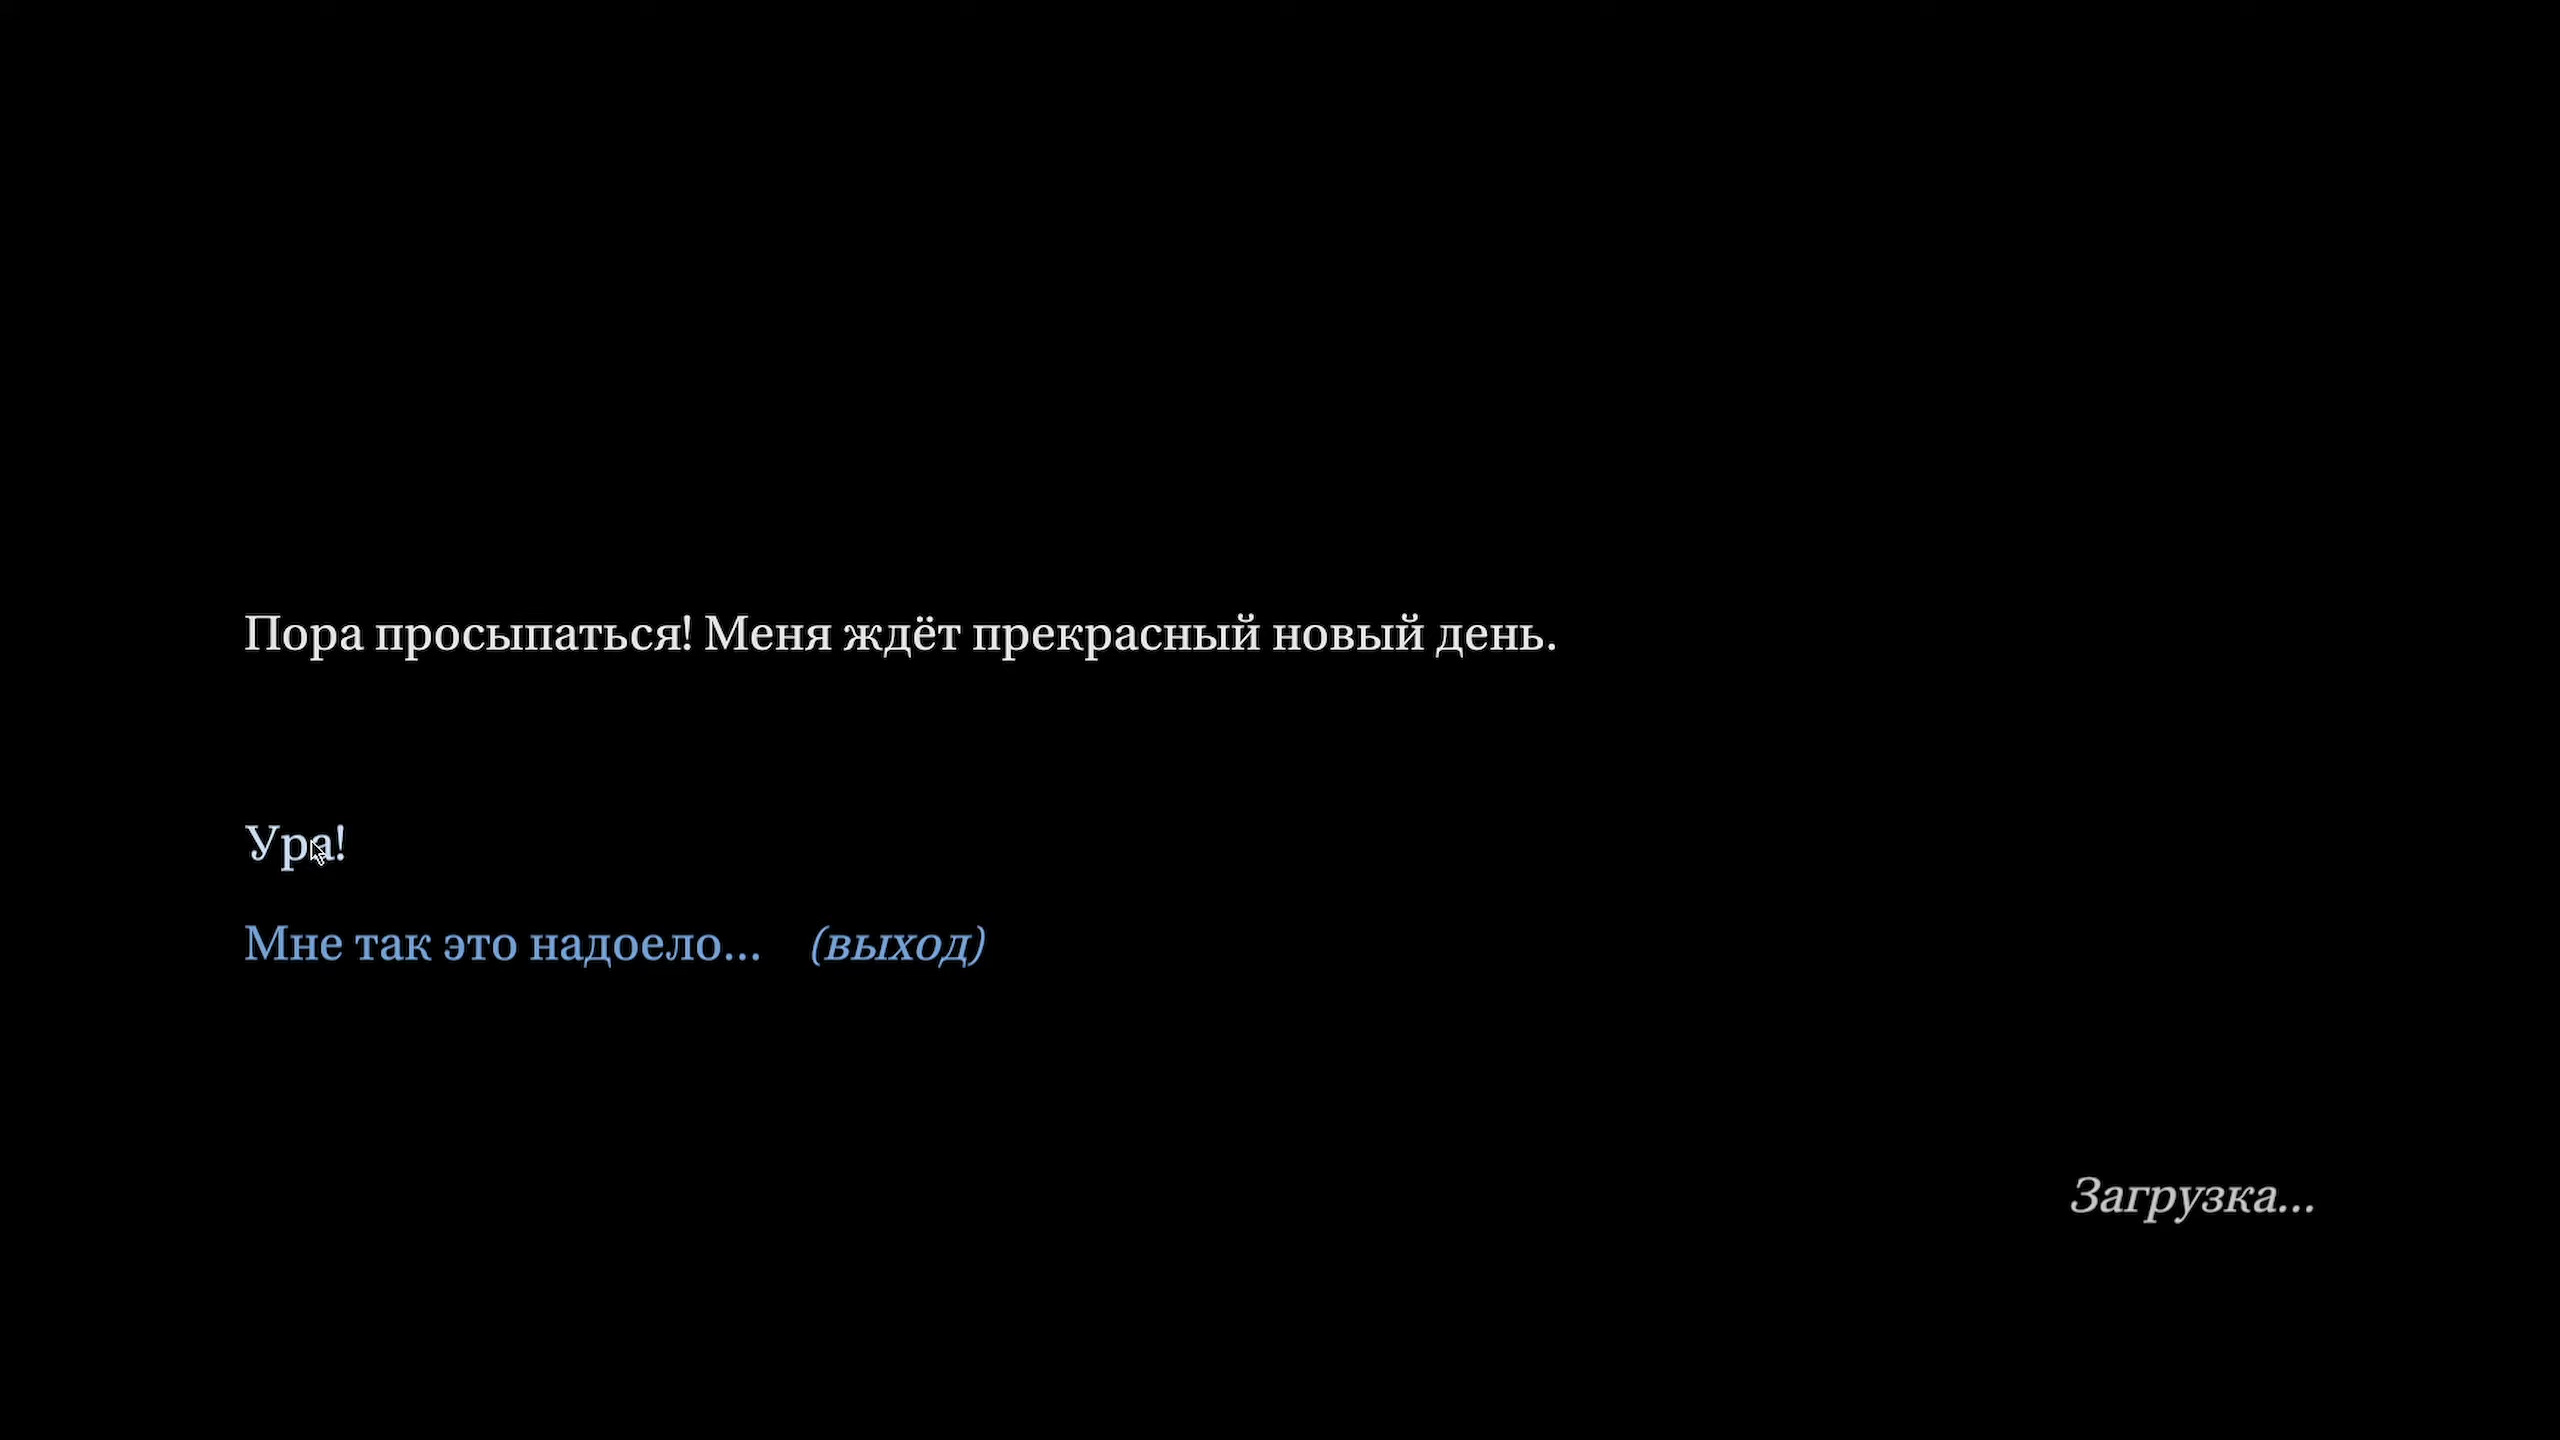 Пора просыпаться! Меня ждёт прекрасный новый день.
Ура!
Мне так это надоело... (выход)
Загрузка...